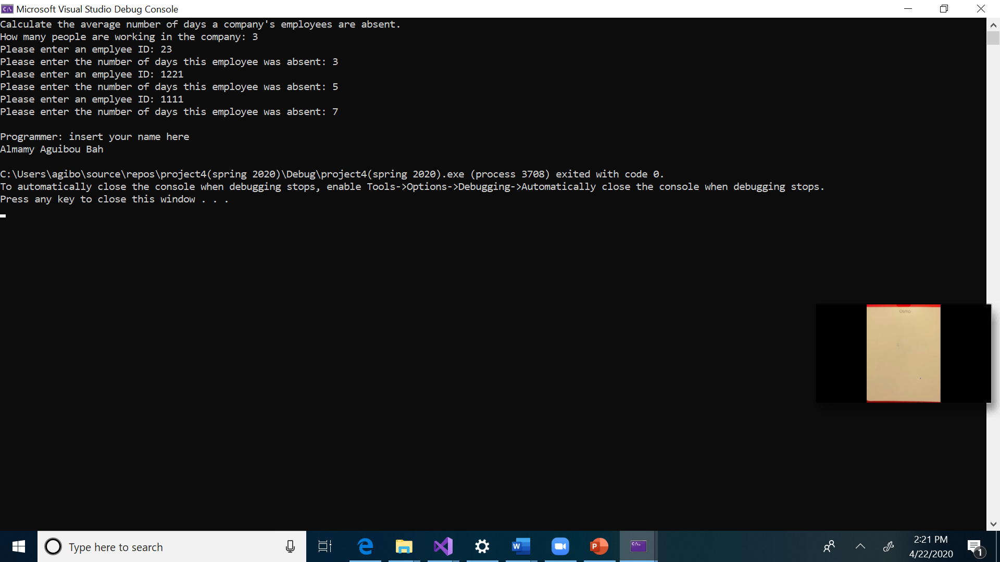 Microsoft Visual Studio Debug Console
Calculate the average number of days a company's employees are absent.
How many people are working in the company: 3
Please enter an emplyee ID: 23
Please enter the number of days this employee was absent: 3
Please enter an emplyee ID: 1221
Please enter the number of days this employee was absent: 5
Please enter an emplyee ID: 1111
Please enter the number of days this employee was absent: 7
Programmer: insert your name here
Almamy Aguibou Bah
C:\Users\agibo\source\repos\project4(spring 2020)\Debug\project4(spring 2020).exe (process 3708) exited with code 0.
To automatically close the console when debugging stops, enable Tools->Options->Debugging->Automatically close the console when debugging stops.
Press any key to close this window . . .
Osmo
Type here to search
2:21 PM
4/22/2020
1